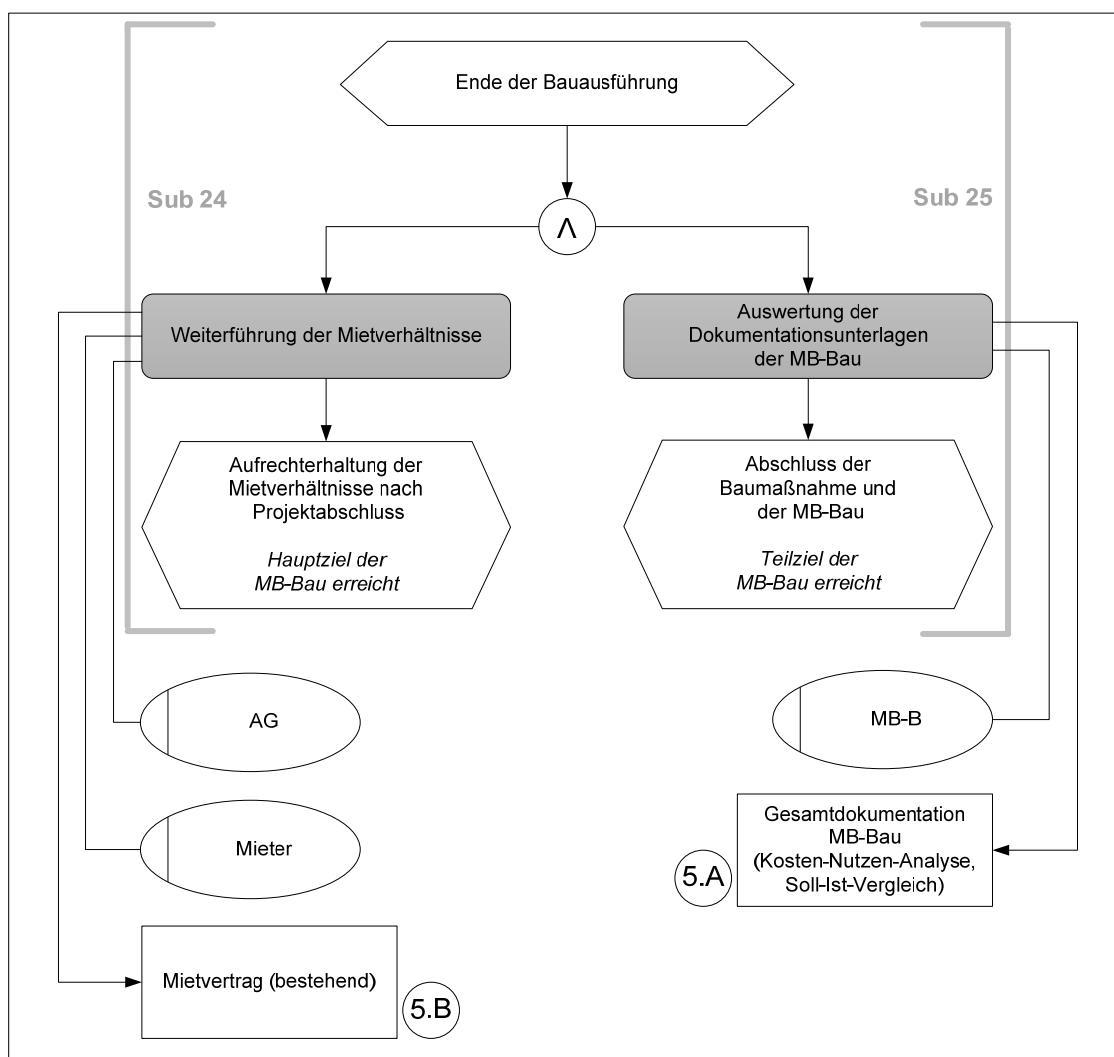 Ende der Bauausführung
Sub 24
Sub 25
Λ
Weiterführung der Mietverhältnisse
Auswertung der
Dokumentationsunterlagen
der MB-Bau
Aufrechterhaltung der
Mietverhältnisse nach
Projektabschluss
Hauptziel der
MB-Bau erreicht
Abschluss der
Baumaßnahme und
der MB-Bau
Teilziel der
MB-Bau erreicht
AG
MB-B
Mieter
Gesamtdokumentation
MB-Bau
(Kosten-Nutzen-Analyse,
Soll-Ist-Vergleich)
5.A
Mietvertrag (bestehend)
5.B